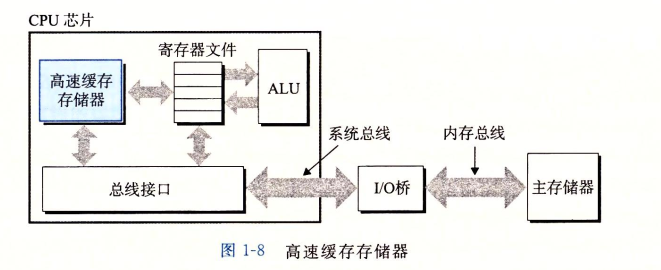 CPU 芯片
寄存器文件
高速缓存
存储器
ALU
系统总线
内存总线
总线接口
I/O桥
主存储器
图 1-8 高速缓存存储器